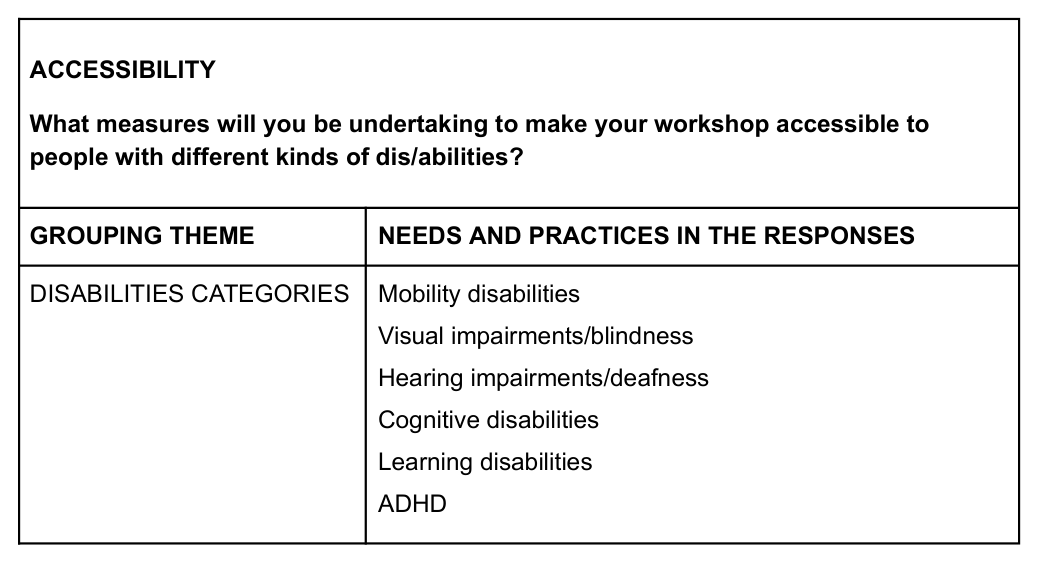 ACCESSIBILITY
What measures will you be undertaking to make your workshop accessible to
people with different kinds of dis/abilities?
GROUPING THEME
NEEDS AND PRACTICES IN THE RESPONSES
DISABILITIES CATEGORIES
Mobility disabilities
Visual impairments/blindness
Hearing impairments/deafness
Cognitive disabilities
Learning disabilities
ADHD